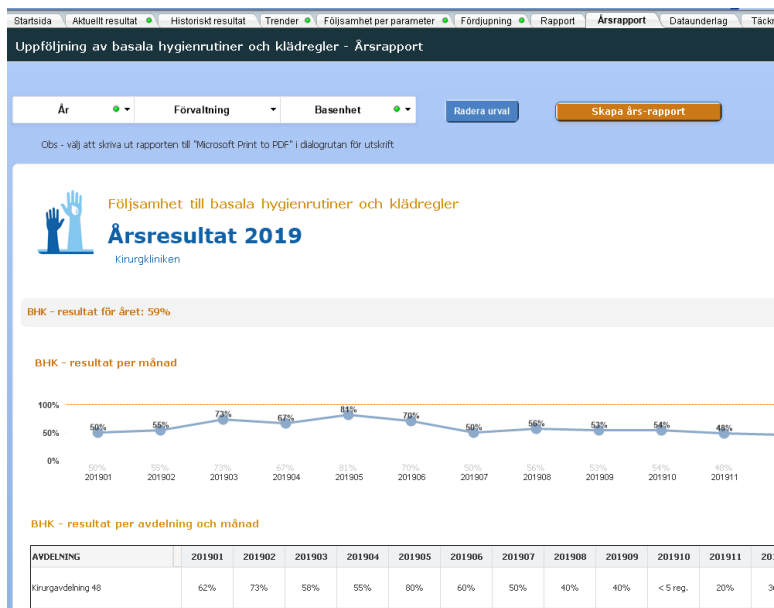 Startsida Aktuellt resultat Historiskt resultat Trender Följsamhet per parameter Fördjupning Rapport Årsrapport Dataunderlag Täckn
Uppföljning av basala hygienrutiner och klädregler - Årsrapport
År Förvaltning Basenhet Radera urval Skapa års-rapport
Obs - välj att skriva ut rapporten till "Microsoft Print to PDF" i dialogrutan för utskrift
Följsamhet till basala hygienrutiner och klädregler
Årsresultat 2019
Kirurgkliniken
BHK - resultat för året: 59%
BHK - resultat per månad
100%
50%
0%
50% 55% 73% 67% 81% 70% 50% 56% 53% 54% 48%
50% 55% 73% 67% 81% 70% 50% 56% 53% 54% 48%
201901 201902 201903 201904 201905 201906 201907 201908 201909 201910 201911
BHK - resultat per avdelning och månad
AVDELNING 201901 201902 201903 201904 201905 201906 201907 201908 201909 201910 201911 201
Kirurgavdelning 48 62% 73% 58% 55% 80% 60% 50% 40% 40% < 5 reg. 20%